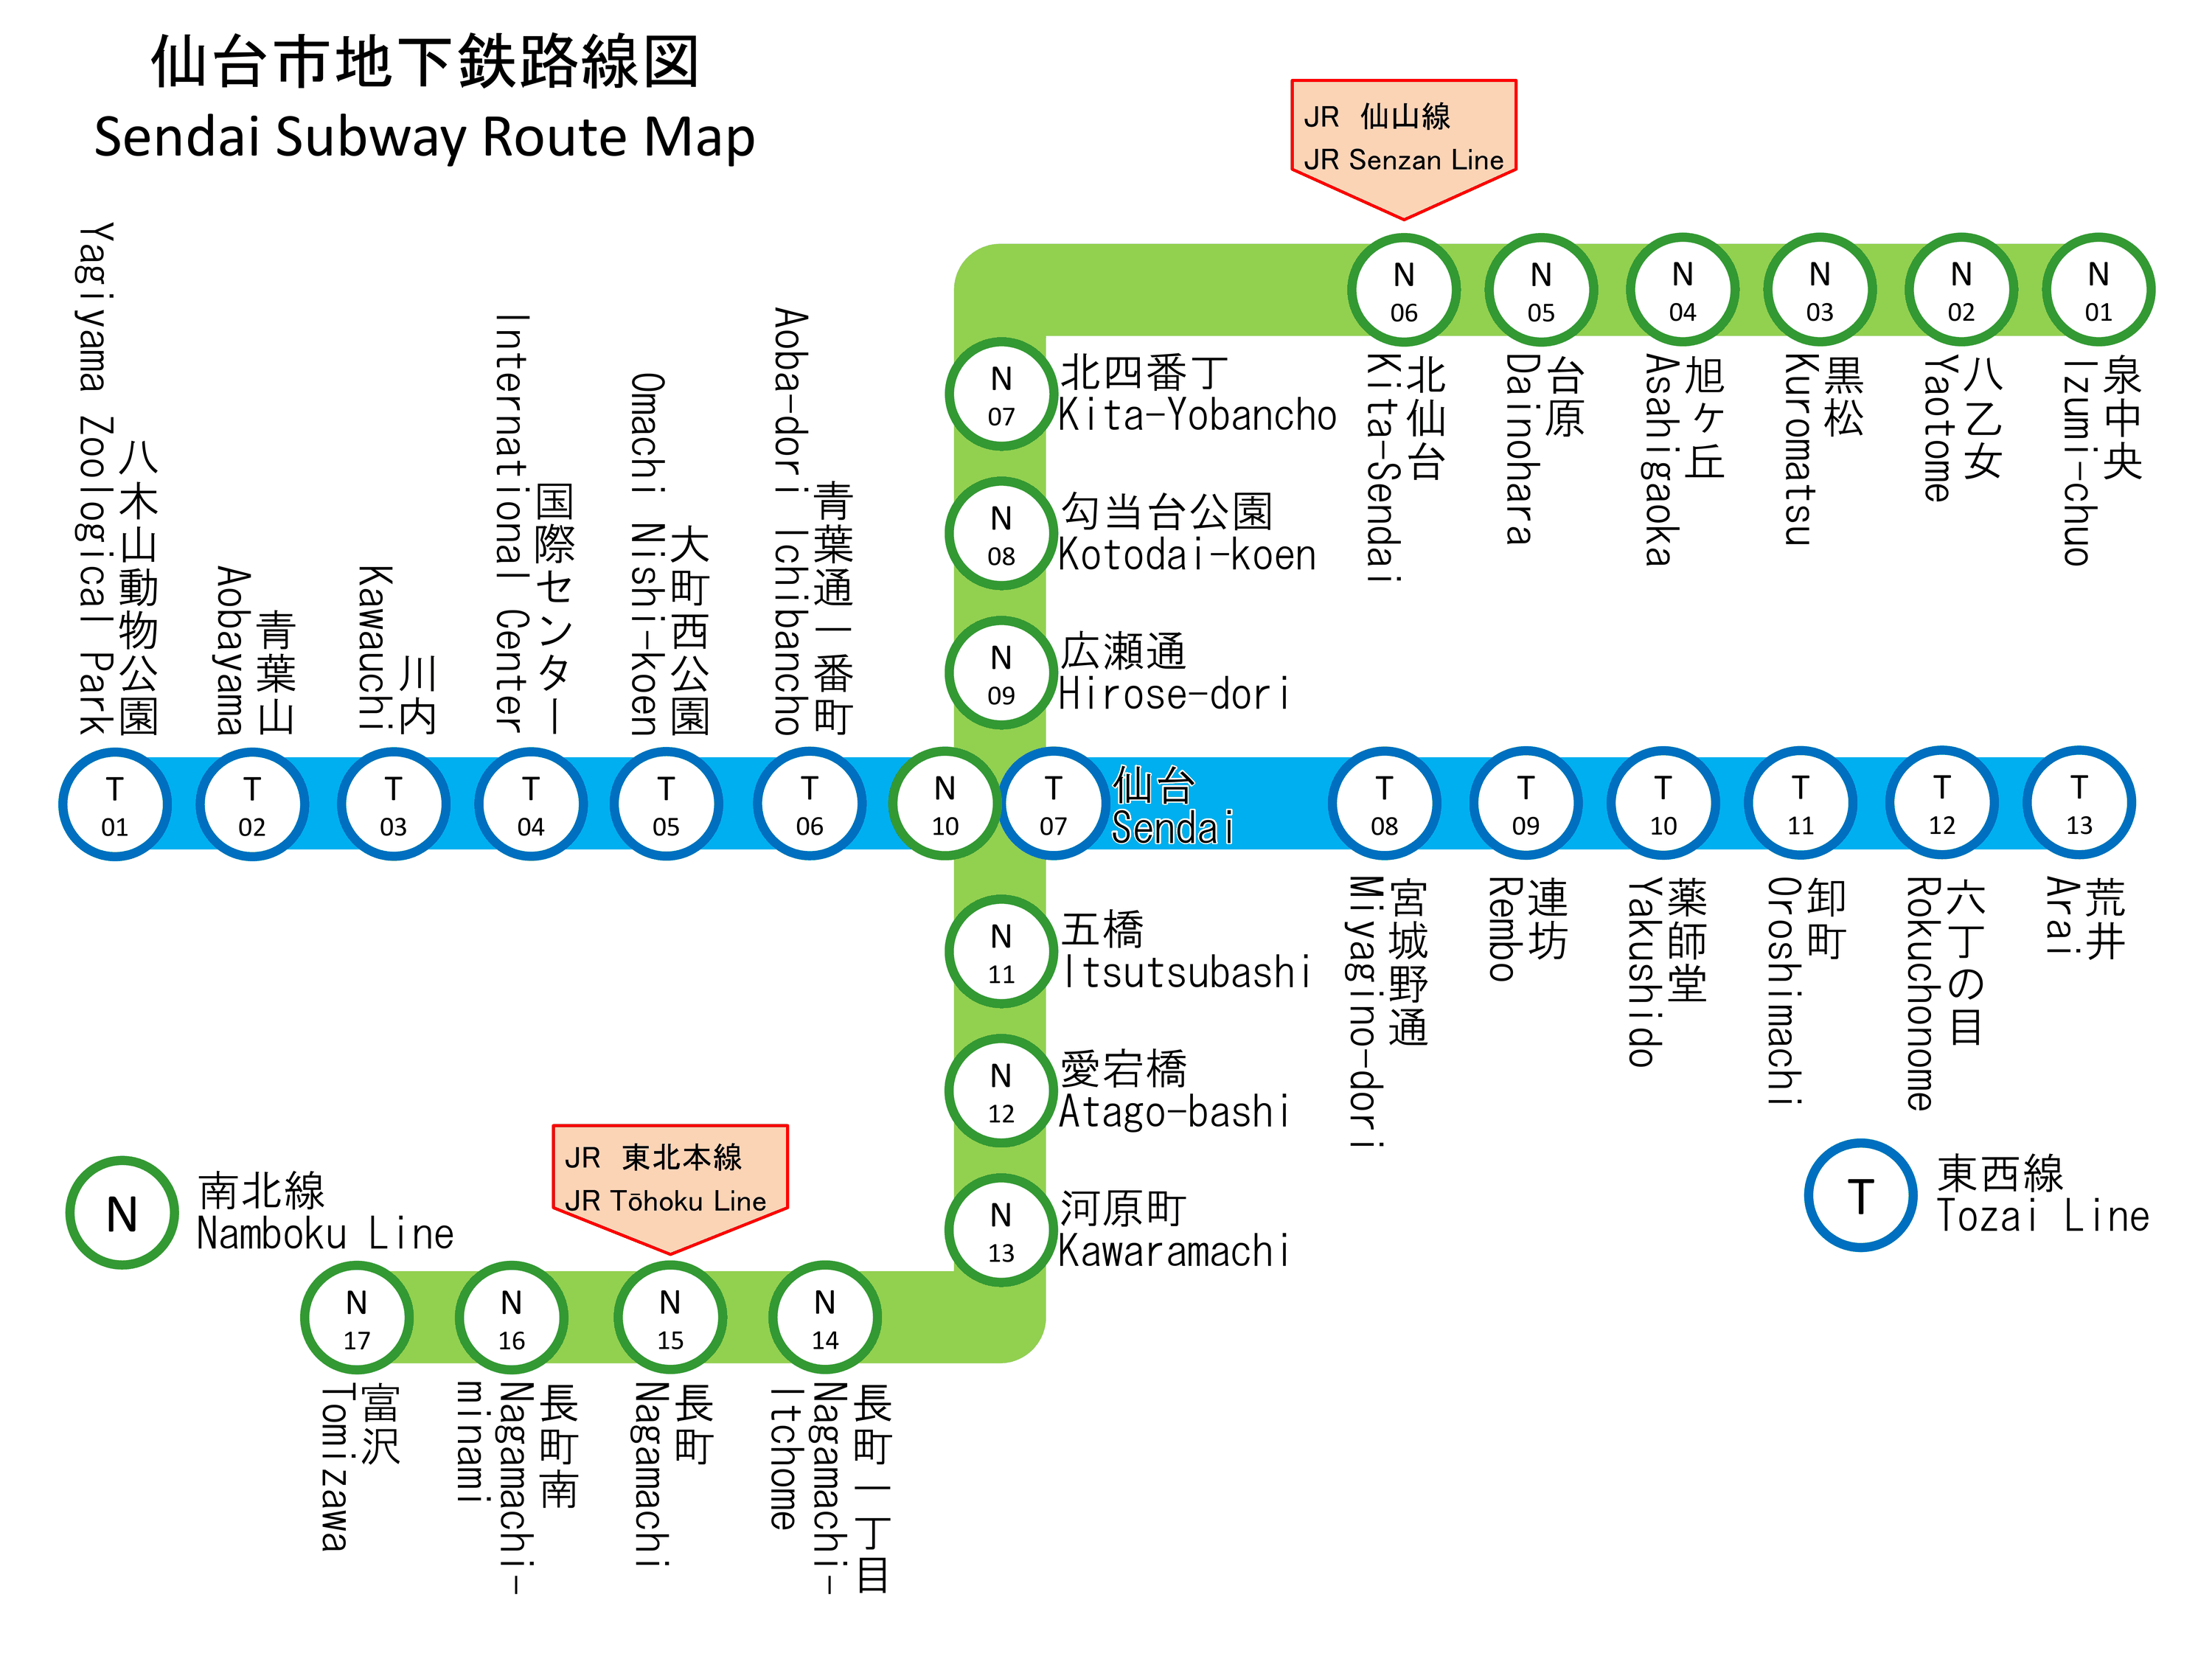 仙台市地下鉄路線図
Sendai Subway Route Map
JR 仙山線
JR Senzan Line
N
06
N
05
N
04
N
03
N
02
N
01
北仙台
Kita-Sendai
台原
Dainohara
旭ヶ丘
Asahigaoka
黒松
Kuromatsu
八乙女
Yaotome
泉中央
Izumi-chuo
N
07
北四番丁
Kita-Yobancho
N
08
勾当台公園
Kotodai-koen
N
09
広瀬通
Hirose-dori
八木山動物公園
Yagiyama Zoological Park
青葉山
Aobayama
川内
Kawauchi
国際センター
International Center
大町西公園
Omachi Nishi-koen
青葉通一番町
Aoba-dori Ichibancho
T
01
T
02
T
03
T
04
T
05
T
06
N
10
T
07
仙台
Sendai
T
08
T
09
T
10
T
11
T
12
T
13
宮城野通
Miyagino-dori
連坊
Rembo
薬師堂
Yakushido
卸町
Oroshimachi
六丁の目
Rokuchonome
荒井
Arai
N
11
五橋
Itsutsubashi
N
12
愛宕橋
Atago-bashi
N
13
河原町
Kawaramachi
JR 東北本線
JR Tōhoku Line
N
南北線
Namboku Line
T
東西線
Tozai Line
N
17
N
16
N
15
N
14
富沢
Tomizawa
長町南
Nagamachi-
minami
長町
Nagamachi
長町一丁目
Nagamachi-
Itchome